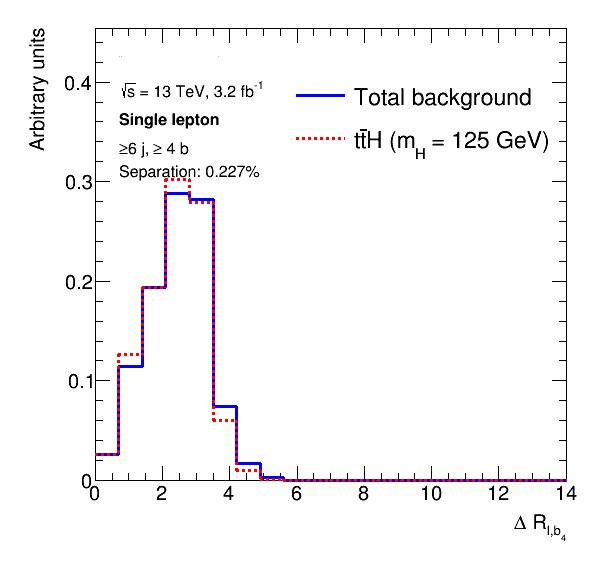 Arbitrary units
√s = 13 TeV, 3.2 fb⁻¹
Single lepton
≥6 j, ≥ 4 b
Separation: 0.227%
Total background
tt̄H (m_H = 125 GeV)
0.4
0.3
0.2
0.1
0
0 2 4 6 8 10 12 14
Δ R_l,b₄